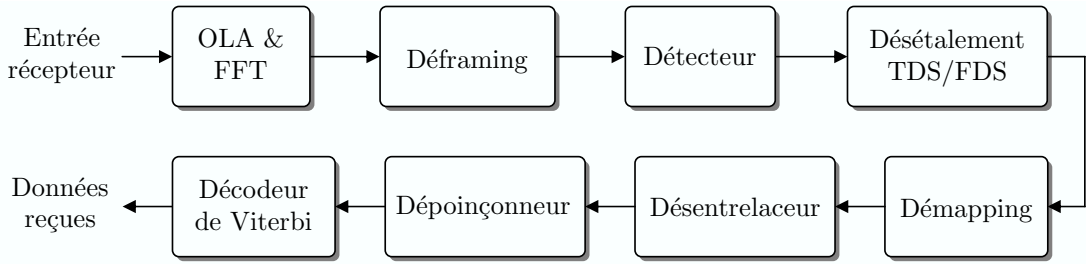 Entrée
récepteur
OLA &
FFT
Déframing
Détecteur
Désétalement
TDS/FDS
Données
reçues
Décodeur
de Viterbi
Dépoinçonneur
Désentrelaceur
Démapping